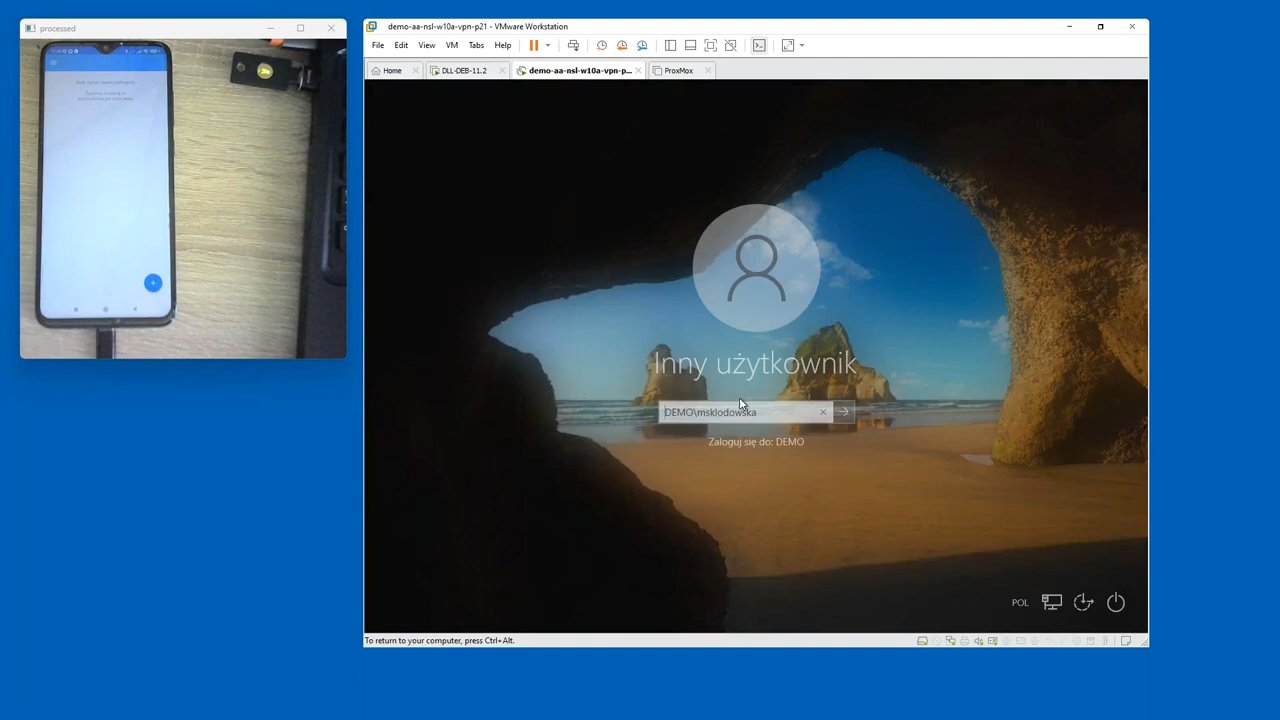 processed
demo-aa-nsl-w10a-vpn-p21 - VMware Workstation
File Edit View VM Tabs Help
Home
DLL-DEB-11.2
demo-aa-nsl-w10a-vpn-p...
ProxMox
Inny użytkownik
DEMO\msklodowska
Zaloguj się do: DEMO
POL
To return to your computer, press Ctrl+Alt.